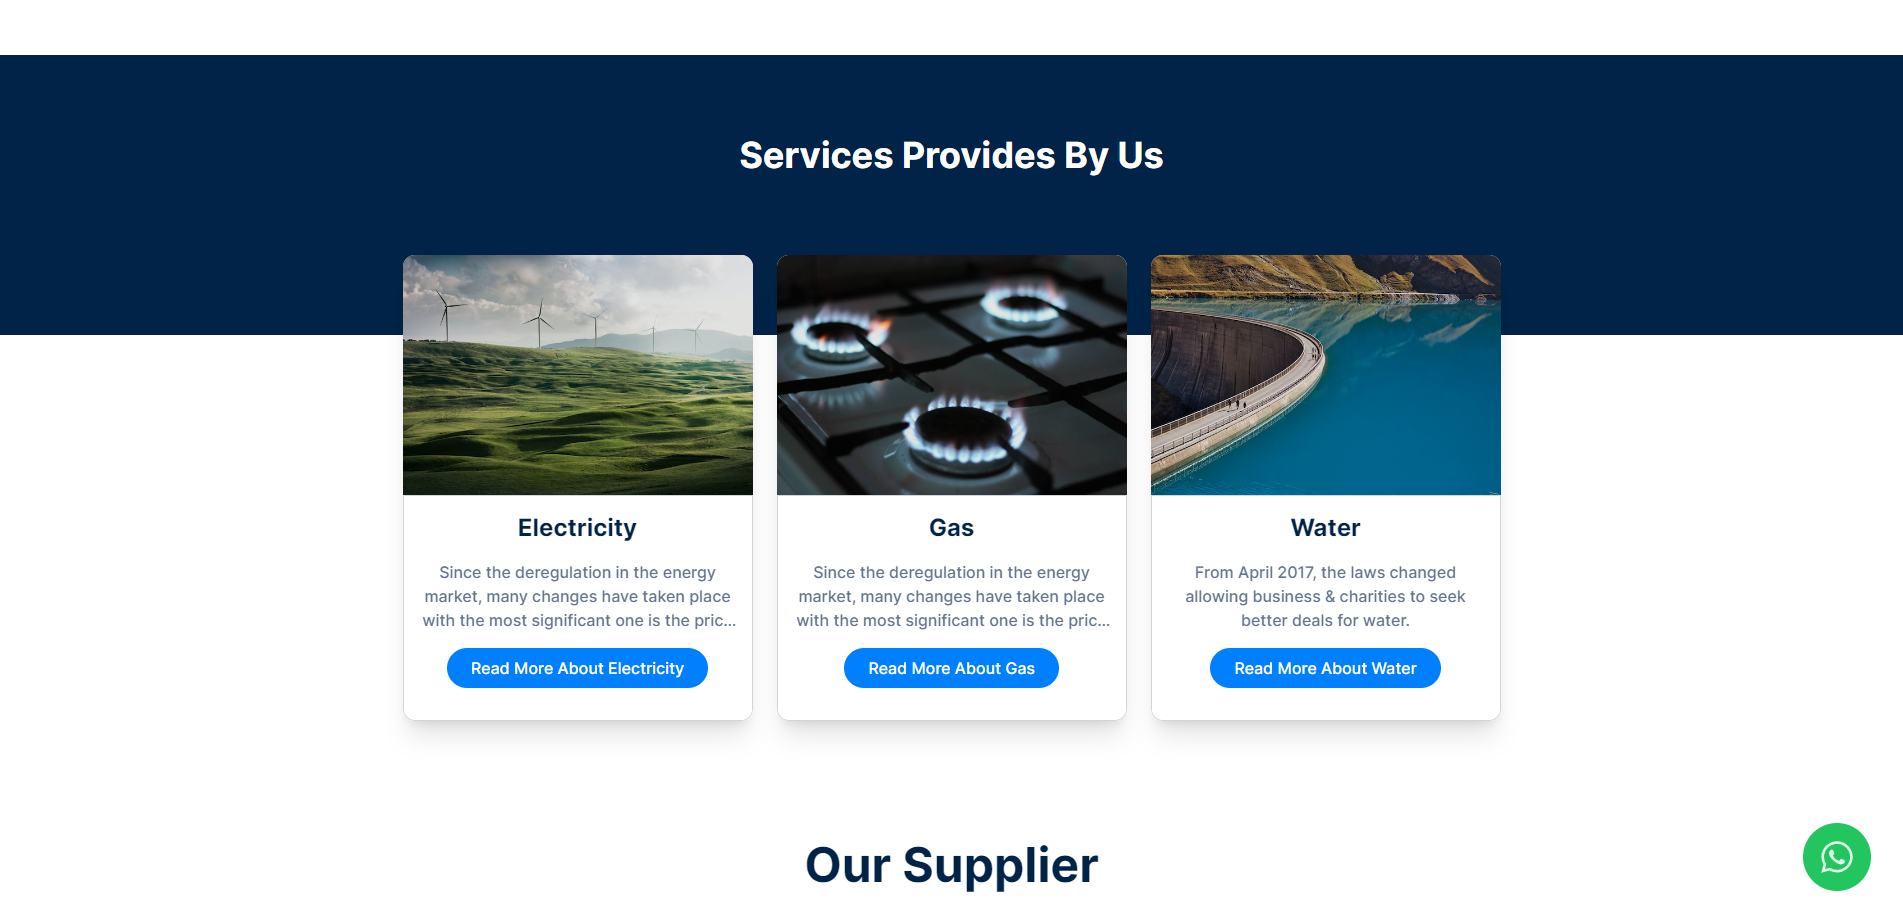 Services Provides By Us
Electricity
Since the deregulation in the energy
market, many changes have taken place
with the most significant one is the pric...
Read More About Electricity
Gas
Since the deregulation in the energy
market, many changes have taken place
with the most significant one is the pric...
Read More About Gas
Water
From April 2017, the laws changed
allowing business & charities to seek
better deals for water.
Read More About Water
Our Supplier